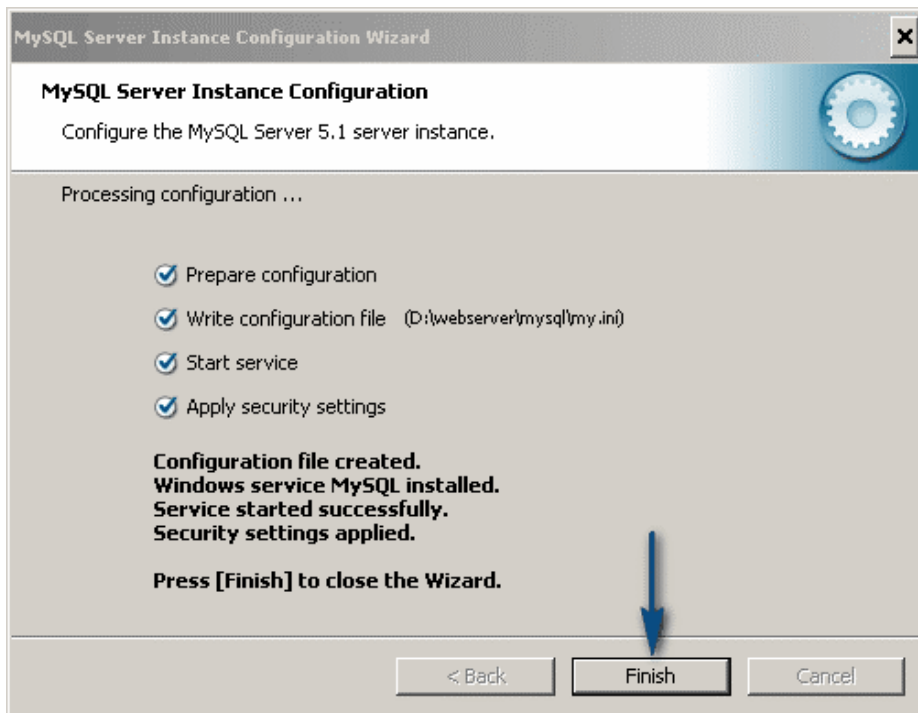 MySQL Server Instance Configuration Wizard
MySQL Server Instance Configuration
Configure the MySQL Server 5.1 server instance.
Processing configuration ...
Prepare configuration
Write configuration file (D:\webserver\mysql\my.ini)
Start service
Apply security settings
Configuration file created.
Windows service MySQL installed.
Service started successfully.
Security settings applied.
Press [Finish] to close the Wizard.
< Back Finish Cancel